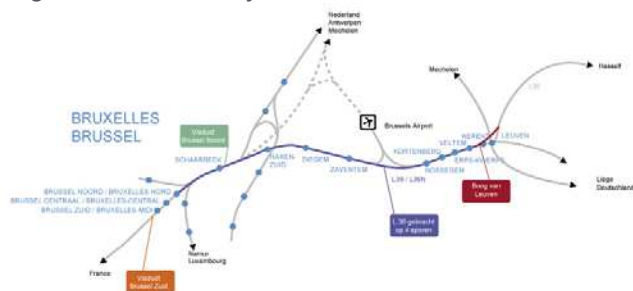 Nederland
Antwerpen
Mechelen
Mechelen
Hasselt
Brussels Airport
BRUXELLES
BRUSSEL
Viaduct
Brussel Noord
SCHAARBEEK
HAREN-
ZUID
DIEGEM
ZAVENTEM
L36 / L36N
KORTENBERG
NOSSEGEM
VELTEM
ERPS-KWERPS
HERENT
LEUVEN
Boog van
Leuven
Liège
Deutschland
L 36 gebracht
op 4 sporen
BRUSSEL NOORD / BRUXELLES NORD
BRUSSEL CENTRAAL / BRUXELLES-CENTRAL
BRUSSEL ZUID / BRUXELLES-MIDI
Namur
Luxembourg
France
Viaduct
Brussel Zuid